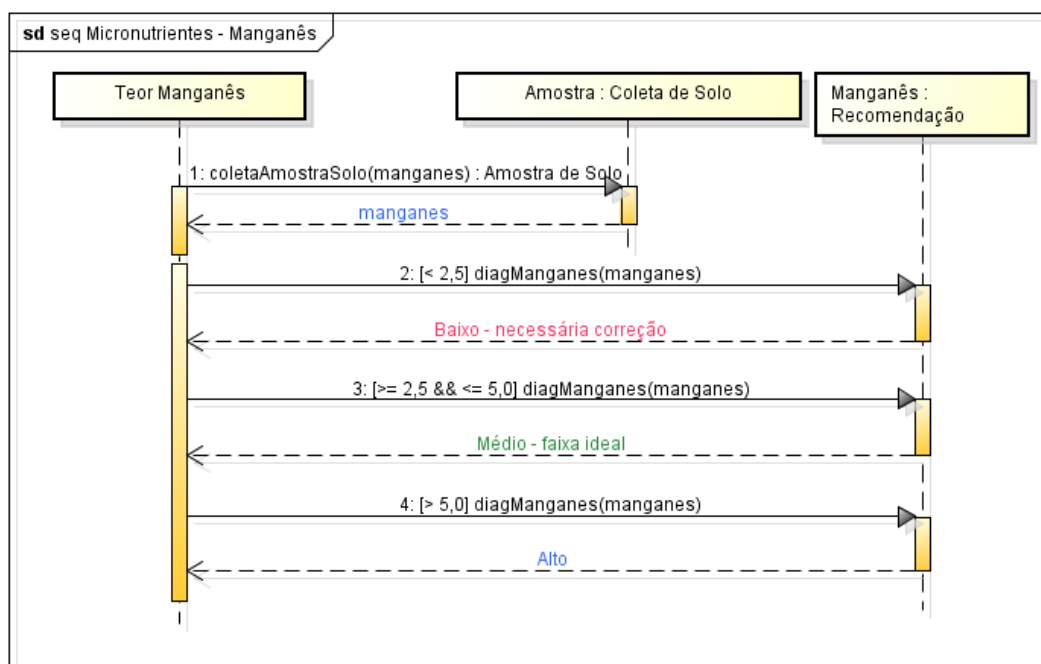 sd seq Micronutrientes - Manganês
Teor Manganês
Amostra : Coleta de Solo
Manganês :
Recomendação
1: coletaAmostraSolo(manganes) : Amostra de Solo
manganes
2: [< 2,5] diagManganes(manganes)
Baixo - necessária correção
3: [>= 2,5 && <= 5,0] diagManganes(manganes)
Médio - faixa ideal
4: [> 5,0] diagManganes(manganes)
Alto